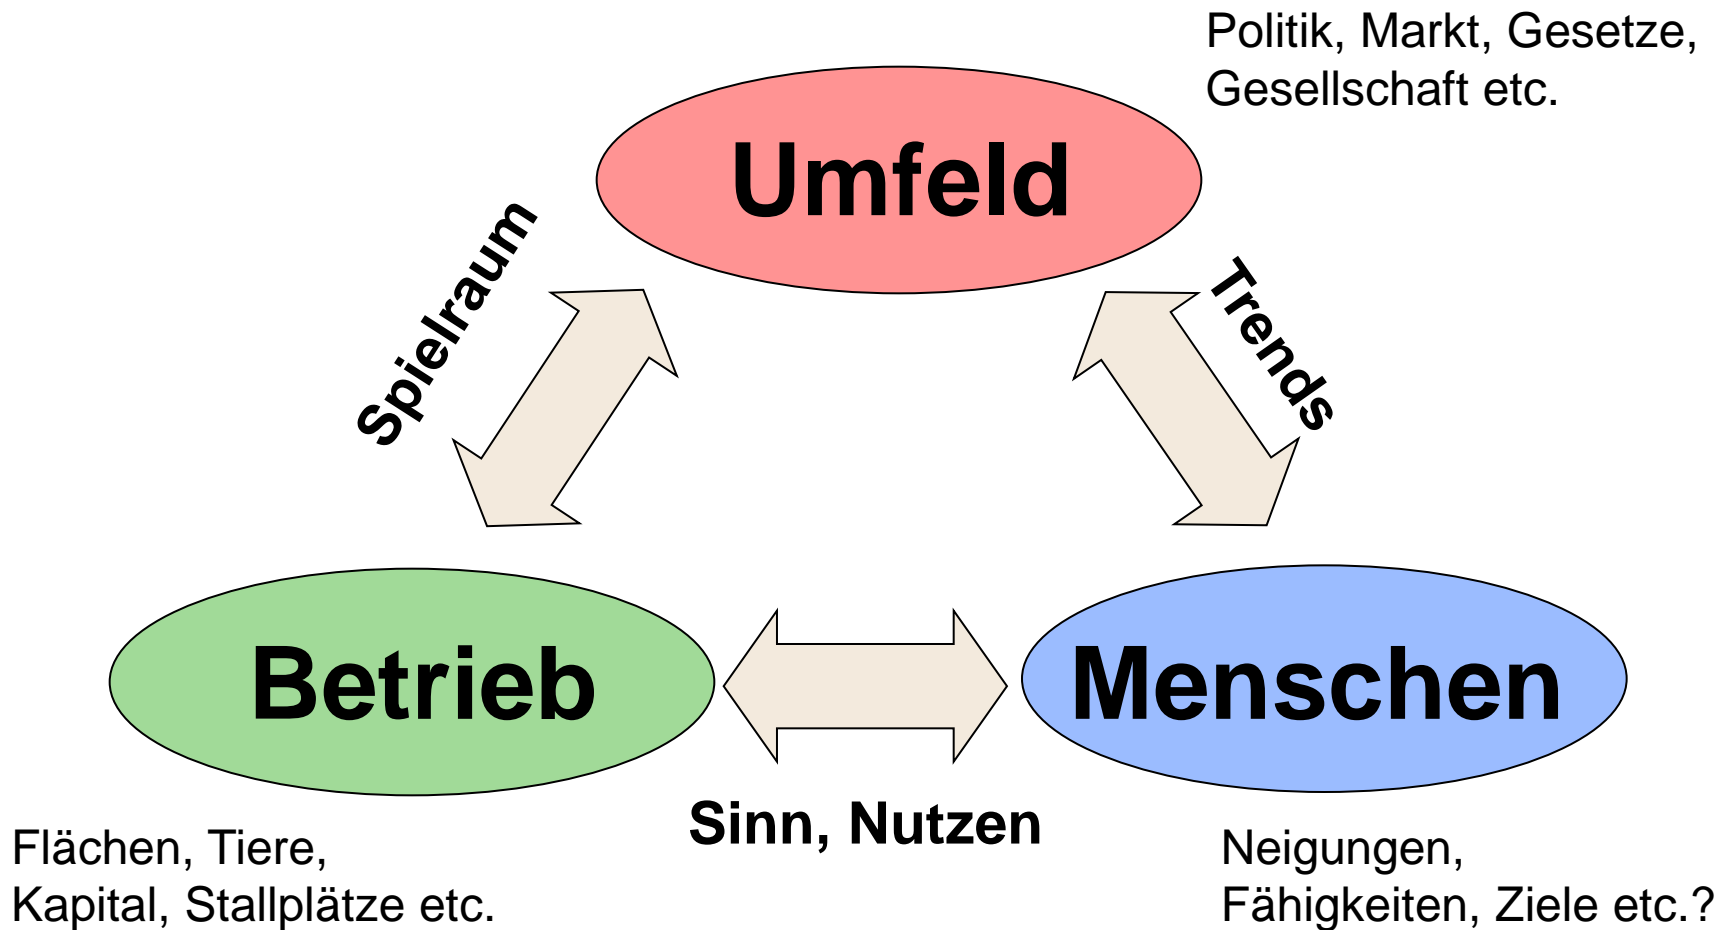 Politik, Markt, Gesetze,
Gesellschaft etc.
Umfeld
Spielraum
Trends
Betrieb
Menschen
Sinn, Nutzen
Flächen, Tiere,
Kapital, Stallplätze etc.
Neigungen,
Fähigkeiten, Ziele etc.?